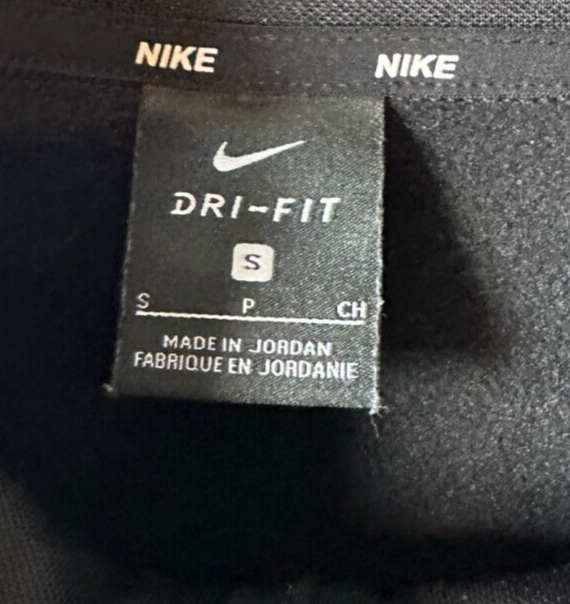 NIKE NIKE
DRI-FIT
S
S P CH
MADE IN JORDAN
FABRIQUE EN JORDANIE